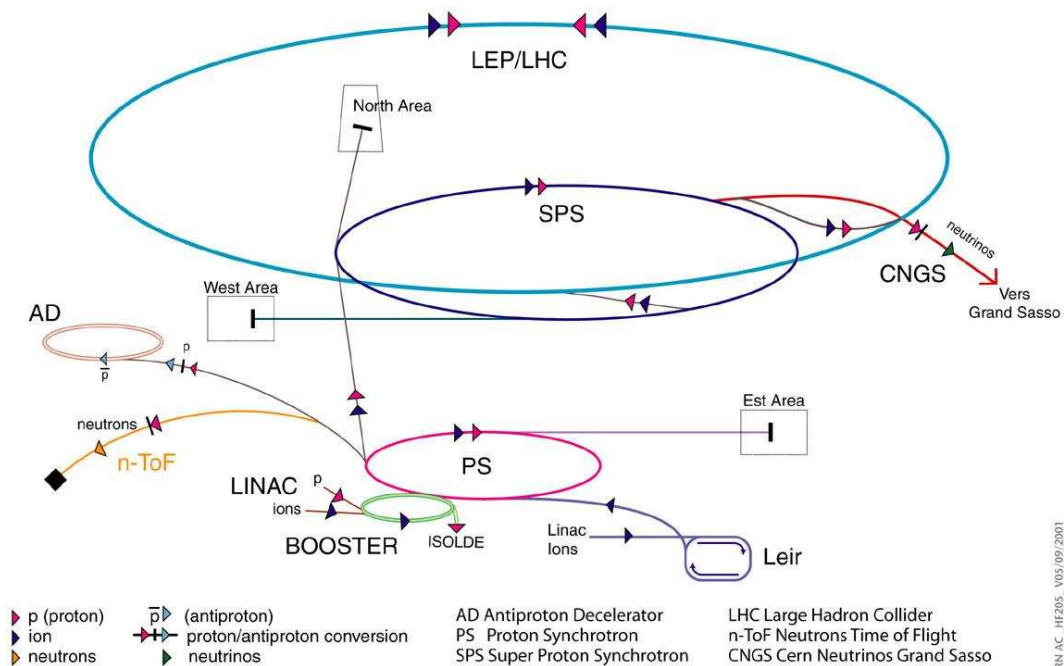 LEP/LHC
North Area
SPS
neutrinos
CNGS
Vers
Grand Sasso
West Area
AD
p
p̅
neutrons
n-ToF
Est Area
PS
LINAC
p
ions
BOOSTER
ISOLDE
Linac
Ions
Leir
p (proton)
ion
neutrons
p̅ (antiproton)
proton/antiproton conversion
neutrinos
AD Antiproton Decelerator
PS Proton Synchrotron
SPS Super Proton Synchrotron
LHC Large Hadron Collider
n-ToF Neutrons Time of Flight
CNGS Cern Neutrinos Grand Sasso
AC_HF205_V05/09/2001